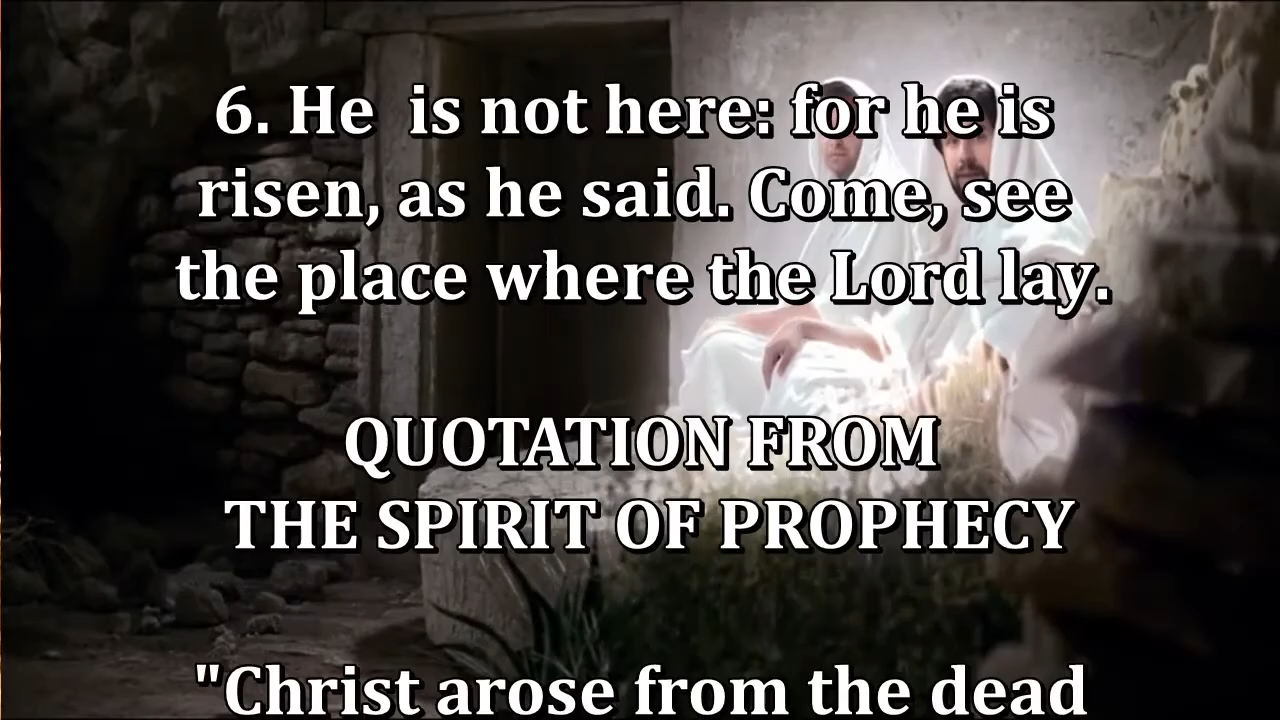 6. He  is not here: for he is
risen, as he said. Come, see
the place where the Lord lay.
QUOTATION FROM
THE SPIRIT OF PROPHECY
"Christ arose from the dead